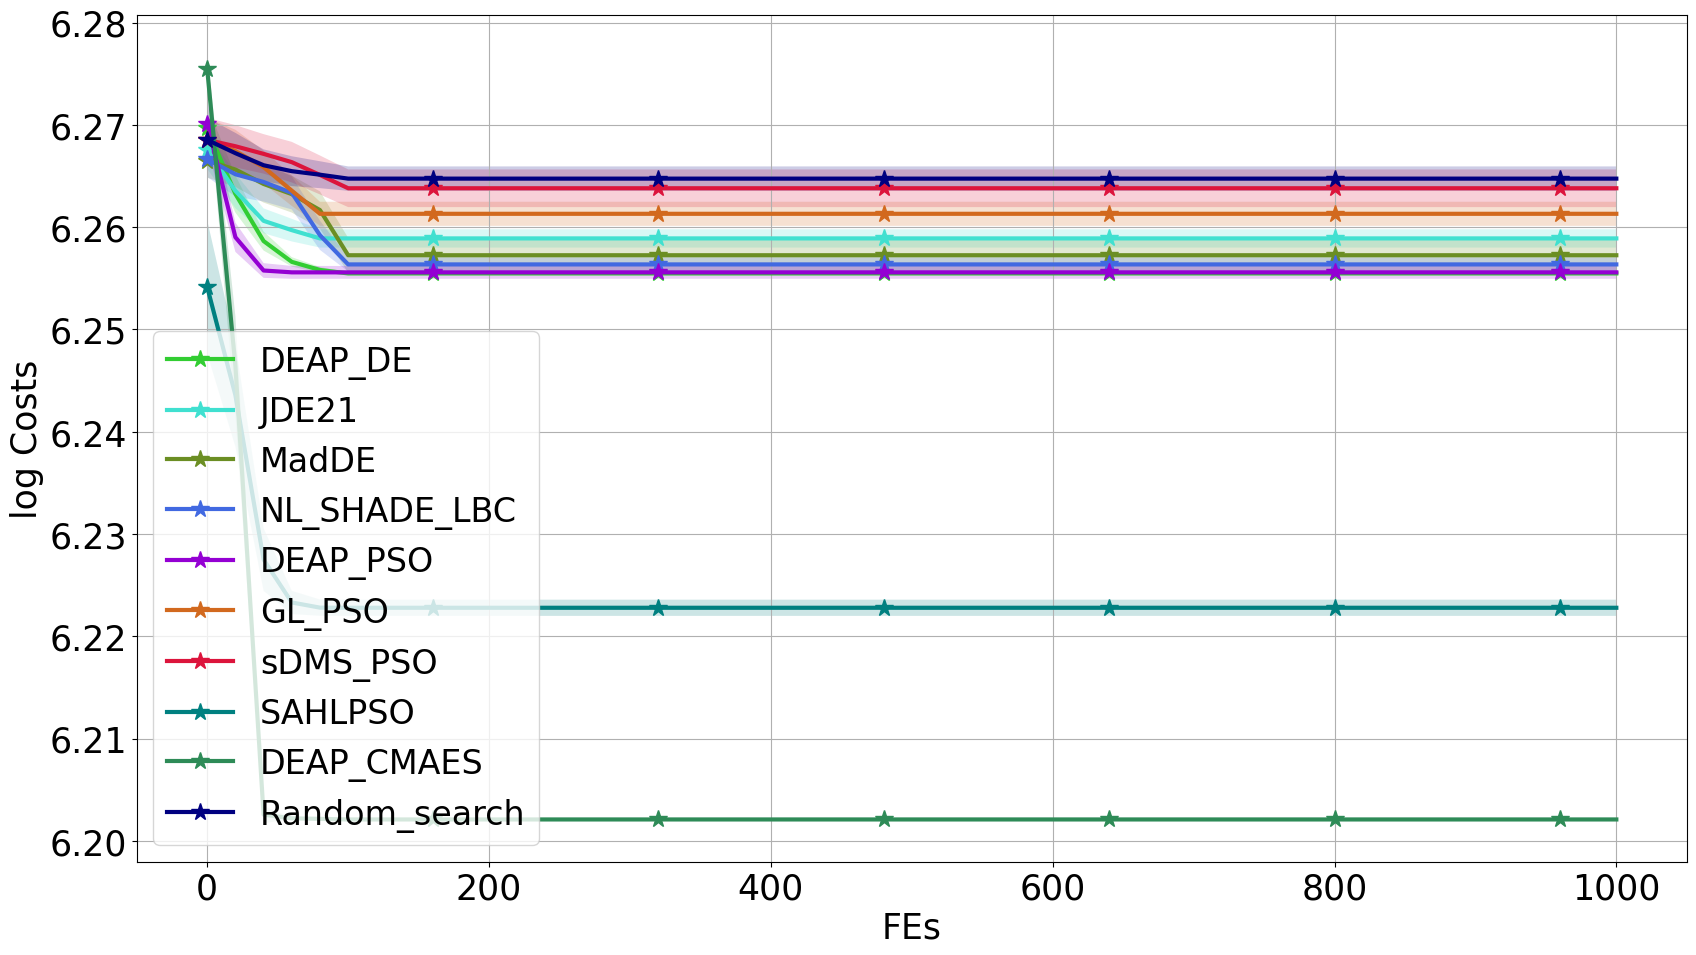 6.28
6.27
6.26
6.25
6.24
6.23
6.22
6.21
6.20
log Costs
DEAP_DE
JDE21
MadDE
NL_SHADE_LBC
DEAP_PSO
GL_PSO
sDMS_PSO
SAHLPSO
DEAP_CMAES
Random_search
0 200 400 600 800 1000
FEs